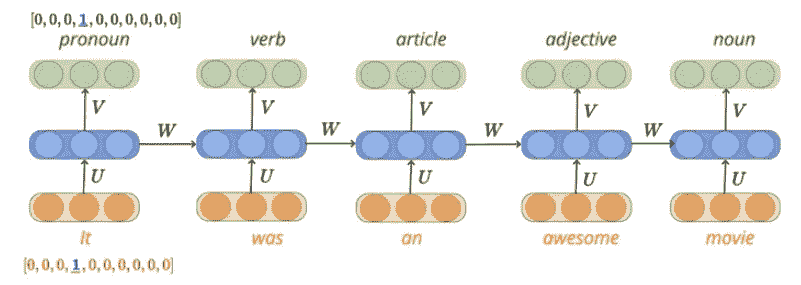 [0,0,0,1,0,0,0,0,0,0]
pronoun verb article adjective noun
V V V V V
W W W W
U U U U U
It was an awesome movie
[0,0,0,1,0,0,0,0,0,0]